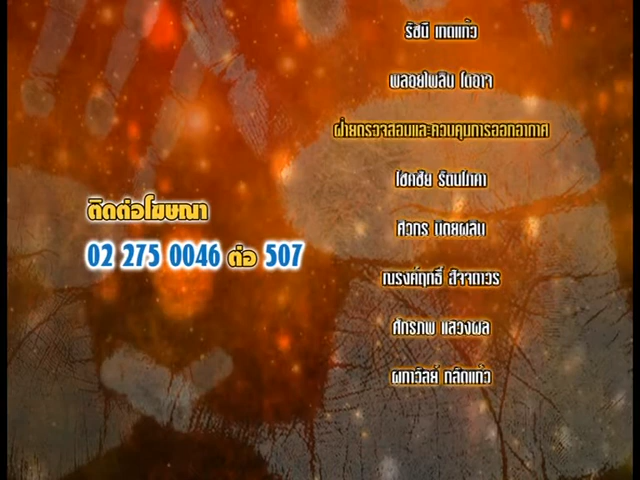 รัชนี เกดแก้ว
พลอยไพลิน โตอาจ
ฝ่ายตรวจสอบและควบคุมการออกอากาศ
โชคชัย รัตนโกดา
ติดต่อโฆษณา
ศิวกร นิตยผลิน
02 275 0046 ต่อ 507
ณรงค์ฤทธิ์ สัจจถาวร
ศักรภพ แสวงผล
ผกาวิลย์ กลิดแก้ว